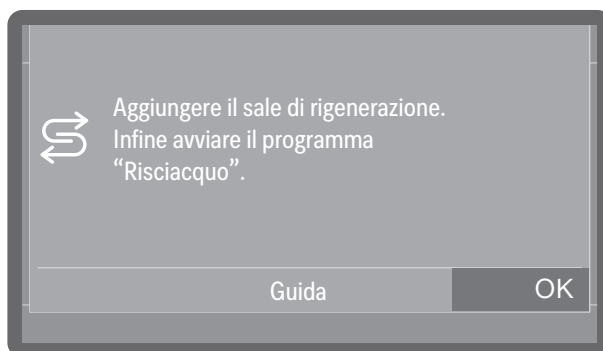 Aggiungere il sale di rigenerazione.
Infine avviare il programma
“Risciacquo”.
Guida
OK